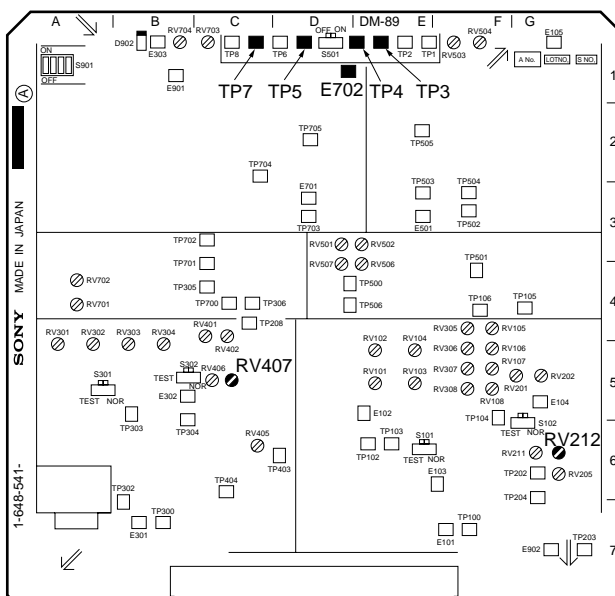 A B C D DM-89 E F G
D902 E303 RV704 RV703 TP8 TP6 OFF ON S501 TP2 TP1 RV503 RV504 E105
ON S901 OFF E901 TP7 TP5 E702 TP4 TP3 A No. LOTNO, S NO, 1
A
TP705 TP505 2
TP704
E701 TP503 TP504
TP703 E501 TP502 3
TP702 RV501 RV502
TP701 RV507 RV506 TP501
RV702 TP305 TP500
RV701 TP700 TP306 TP506 TP106 TP105 4
TP208
RV301 RV302 RV303 RV304 RV401 RV402 RV102 RV104 RV305 RV105
RV306 RV106
S301 S302 RV406 RV407 RV101 RV103 RV307 RV107 RV202 5
TEST NOR TEST NOR E302 RV308 RV201
TP303 TP304 E102 RV108 TP104 E104
S102 TEST NOR
RV405 TP103 S101 RV212
TP403 TP102 TEST NOR RV211 6
E103 TP202 RV205
TP302 TP404 TP204
E301 TP300 E101 TP100
E902 TP203 7
SONY MADE IN JAPAN
1-648-541-